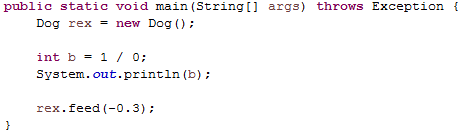 public static void main(String[] args) throws Exception {
    Dog rex = new Dog();
    int b = 1 / 0;
    System.out.println(b);
    rex.feed(-0.3);
}